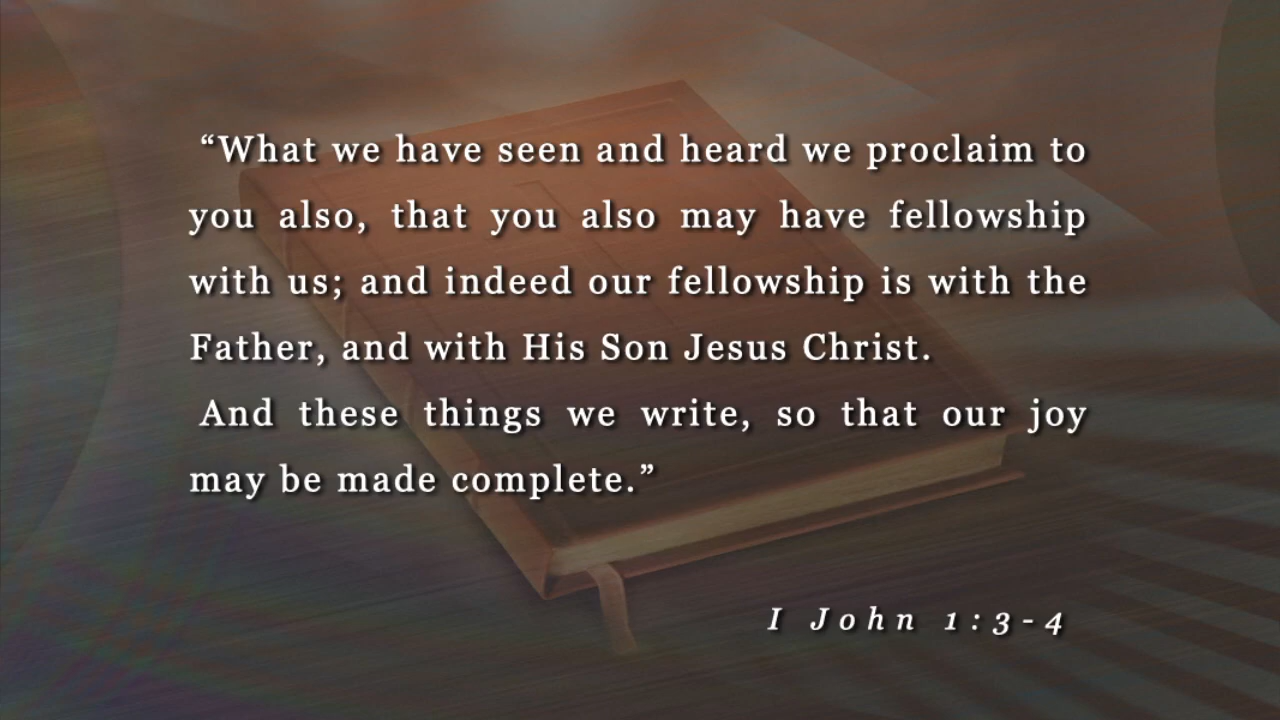 “What we have seen and heard we proclaim to
you also, that you also may have fellowship
with us; and indeed our fellowship is with the
Father, and with His Son Jesus Christ.
And these things we write, so that our joy
may be made complete.”
I John 1:3-4